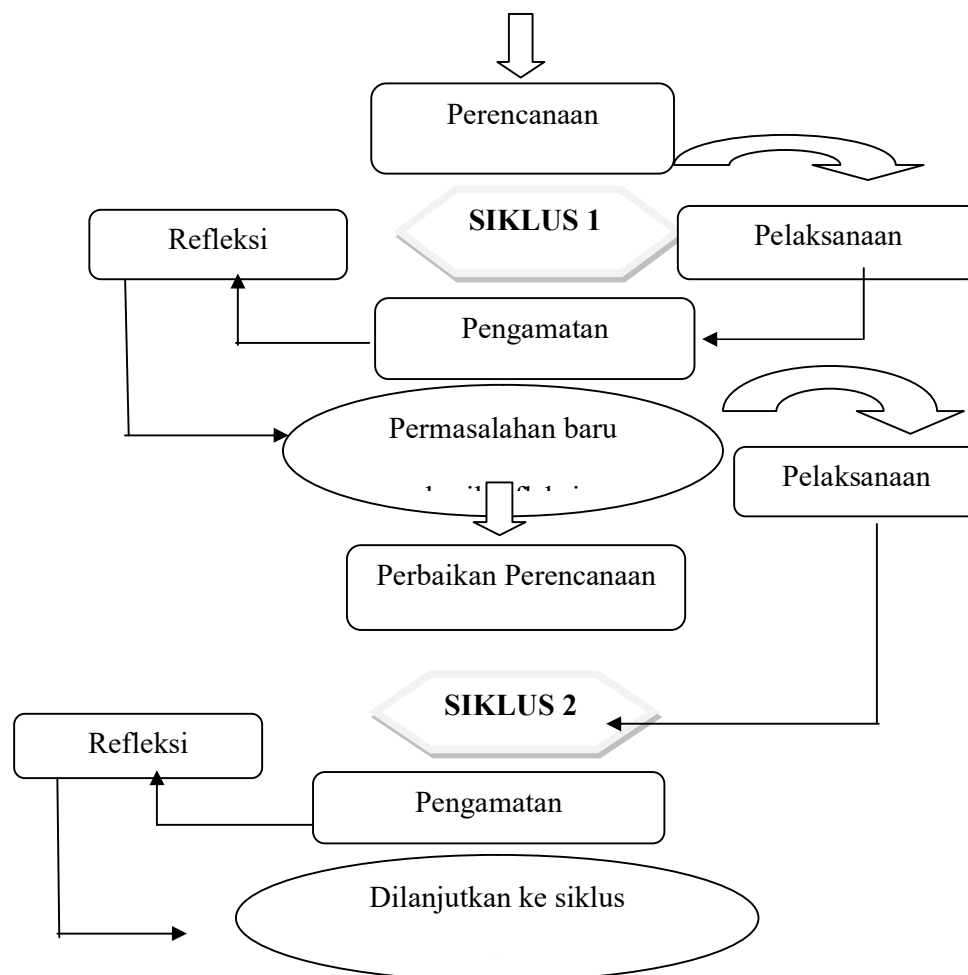 Perencanaan
SIKLUS 1
Refleksi
Pelaksanaan
Pengamatan
Permasalahan baru
Pelaksanaan
Perbaikan Perencanaan
SIKLUS 2
Refleksi
Pengamatan
Dilanjutkan ke siklus